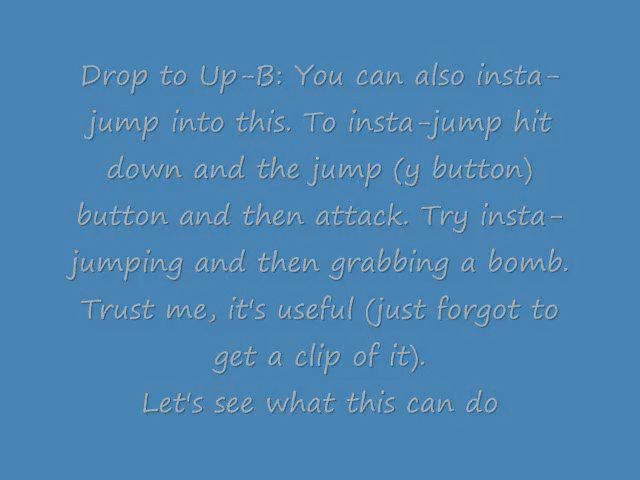 Drop to Up-B: You can also insta-
jump into this. To insta-jump hit
down and the jump (y button)
button and then attack. Try insta-
jumping and then grabbing a bomb.
Trust me, it's useful (just forgot to
get a clip of it).
Let's see what this can do